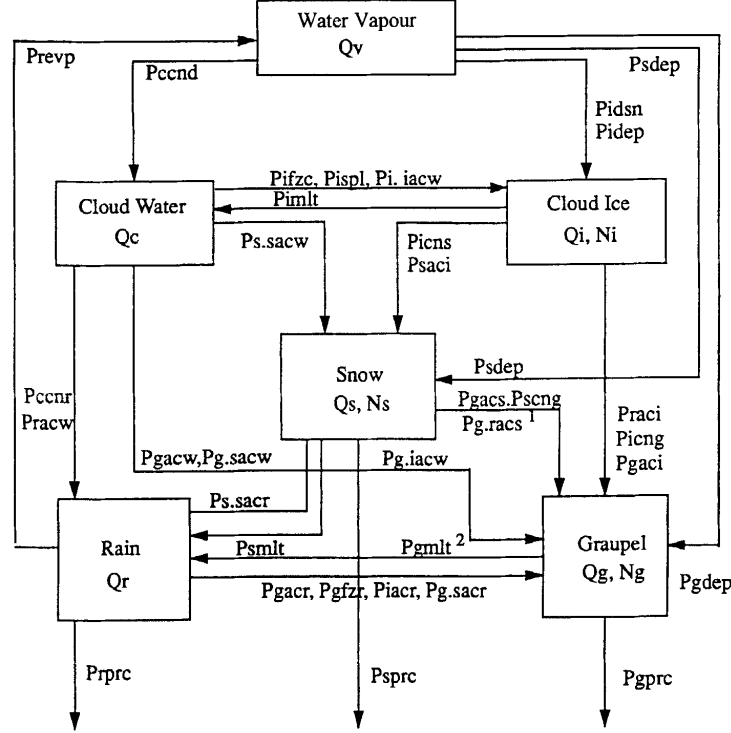 Water Vapour
Qv
Prevp
Pccnd
Psdep
Pidsn
Pidep
Pifzc, Pispl, Pi. iacw
Pimlt
Cloud Water
Qc
Cloud Ice
Qi, Ni
Ps.sacw
Picns
Psaci
Snow
Qs, Ns
Psdep
Pccnr
Pracw
Pgacs.Pscng
Pg.racs 1
Praci
Picng
Pgaci
Pgacw,Pg.sacw
Pg.iacw
Ps.sacr
Rain
Qr
Psmlt
Pgmlt 2
Graupel
Qg, Ng
Pgdep
Pgacr, Pgfzr, Piacr, Pg.sacr
Prprc
Psprc
Pgprc